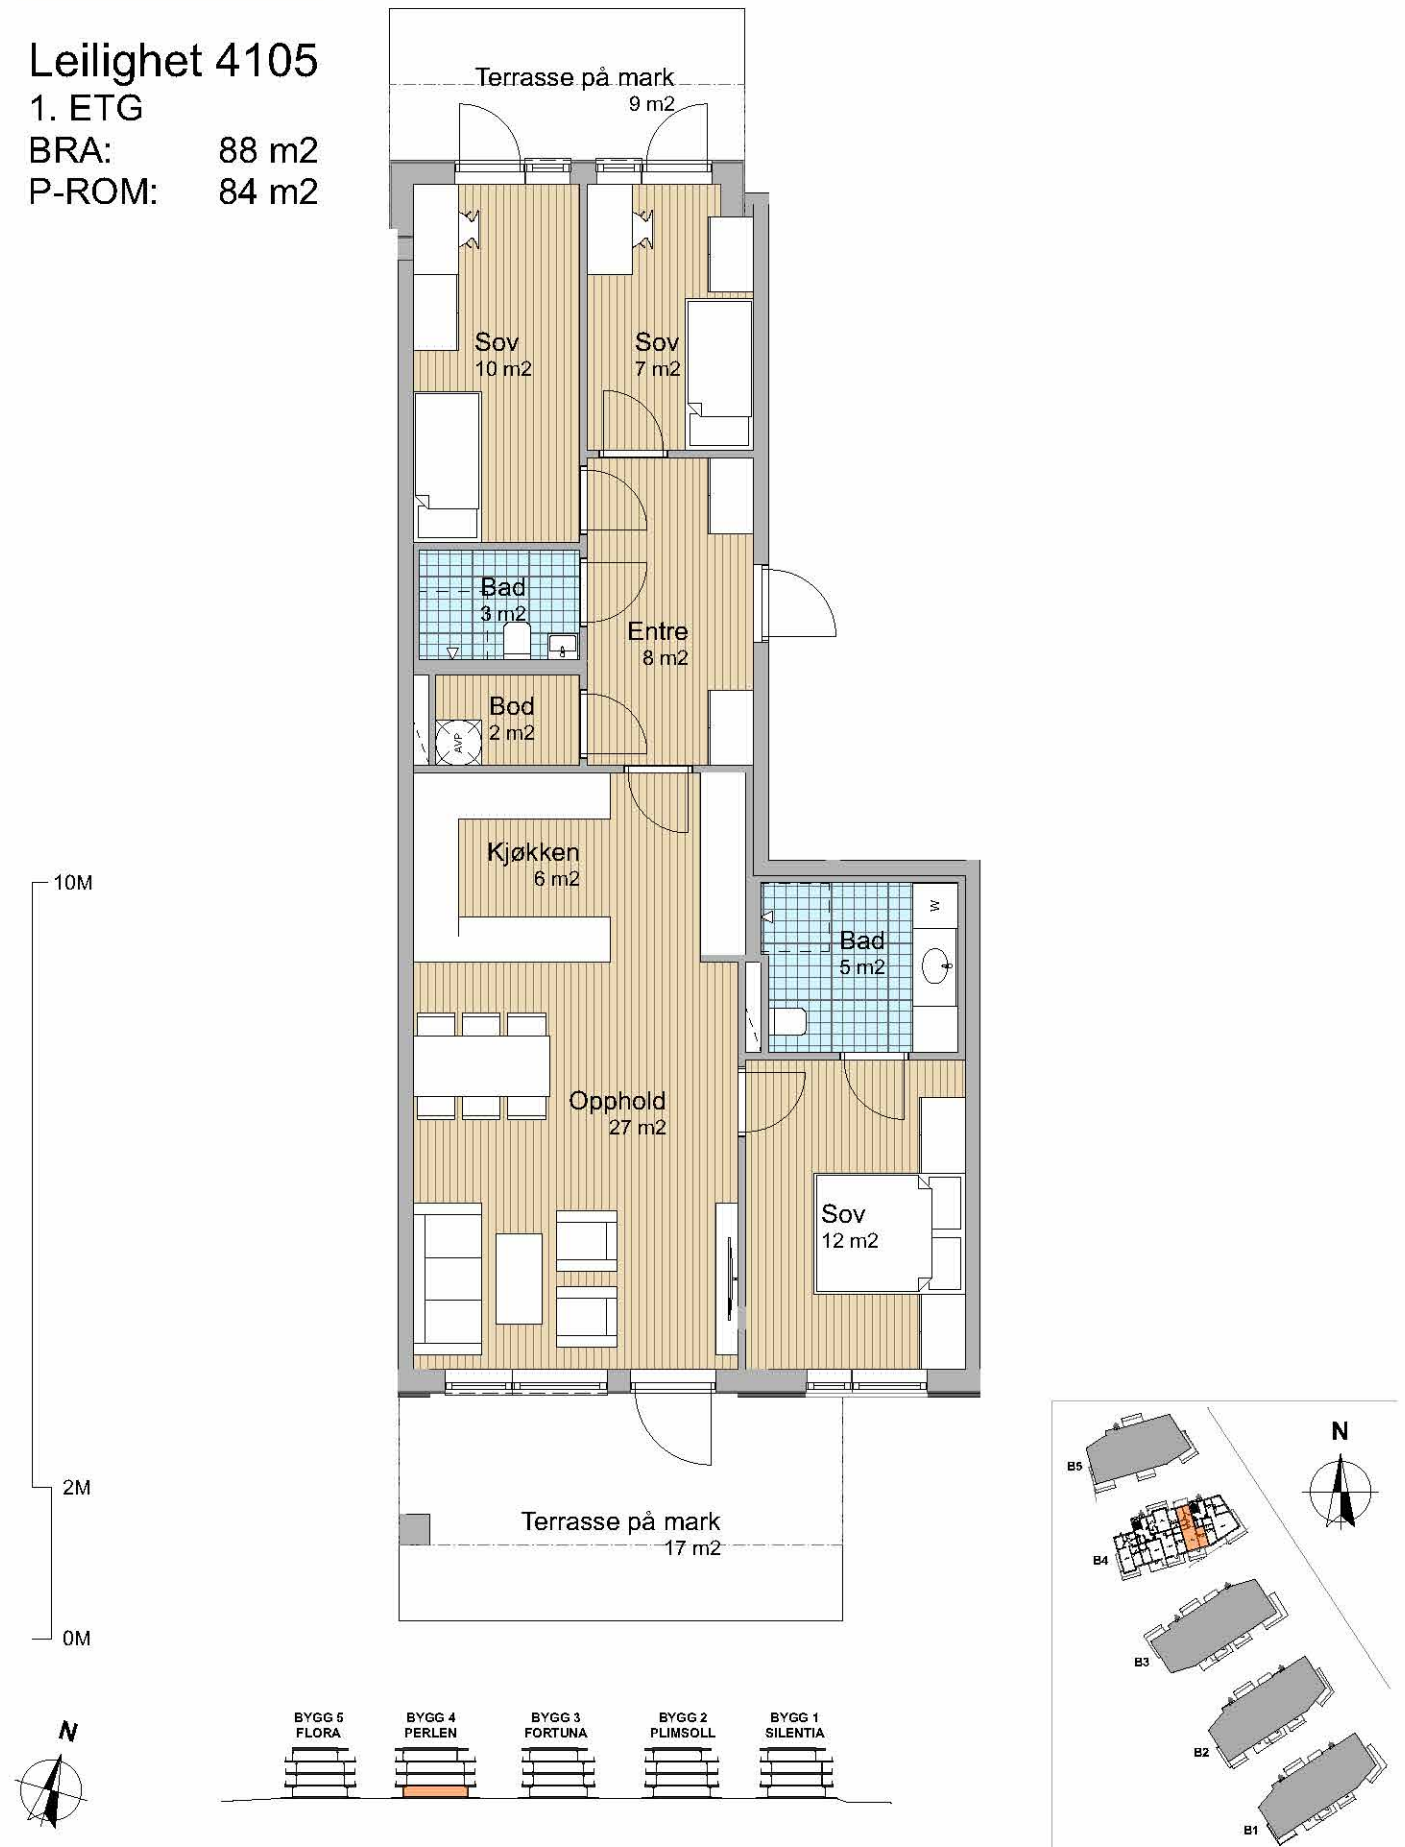 Leilighet 4105
1. ETG
BRA: 88 m2
P-ROM: 84 m2
Terrasse på mark
9 m2
Sov
10 m2
Sov
7 m2
Bad
3 m2
Entre
8 m2
Bod
2 m2
AVP
Kjøkken
6 m2
10M
W
Bad
5 m2
Opphold
27 m2
Sov
12 m2
2M
Terrasse på mark
17 m2
0M
N
B5
B4
B3
B2
B1
N
BYGG 5
FLORA
BYGG 4
PERLEN
BYGG 3
FORTUNA
BYGG 2
PLIMSOLL
BYGG 1
SILENTIA